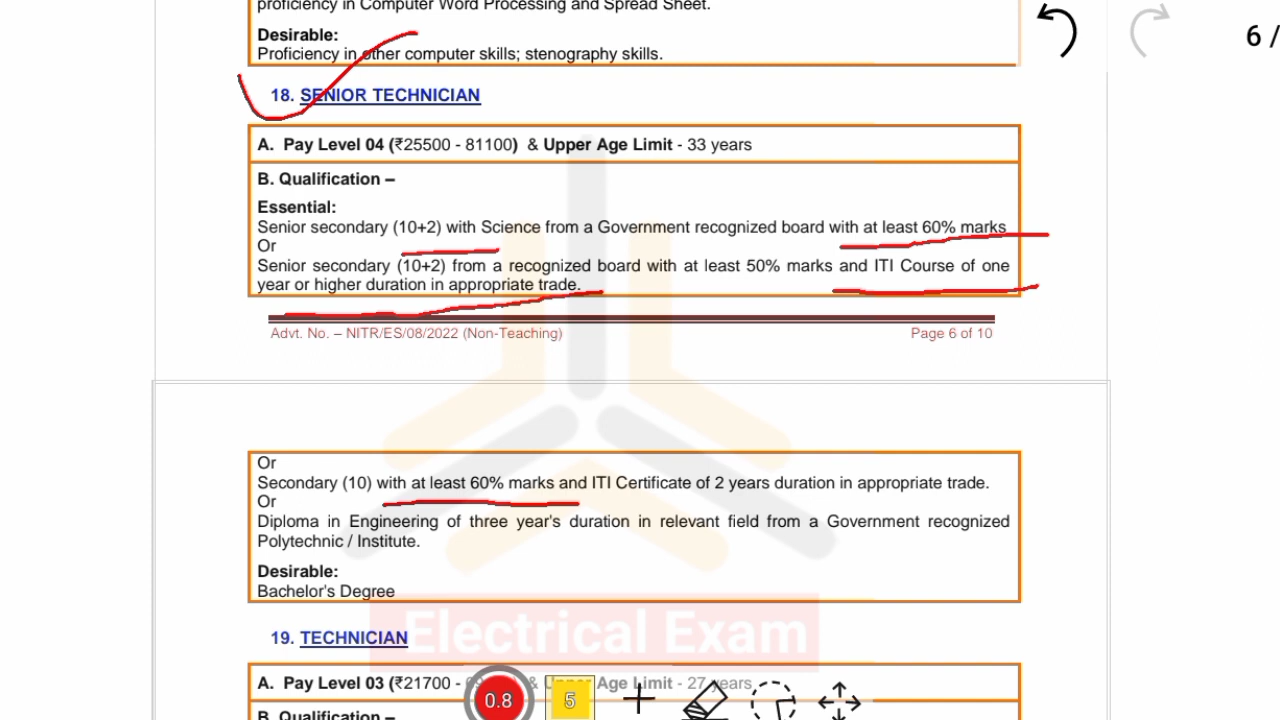 proficiency in Computer Word Processing and Spread Sheet.
Desirable:
Proficiency in other computer skills; stenography skills.
6 /
18. SENIOR TECHNICIAN
A. Pay Level 04 (₹25500 - 81100) & Upper Age Limit - 33 years
B. Qualification –
Essential:
Senior secondary (10+2) with Science from a Government recognized board with at least 60% marks
Or
Senior secondary (10+2) from a recognized board with at least 50% marks and ITI Course of one
year or higher duration in appropriate trade.
Advt. No. – NITR/ES/08/2022 (Non-Teaching) Page 6 of 10
Or
Secondary (10) with at least 60% marks and ITI Certificate of 2 years duration in appropriate trade.
Or
Diploma in Engineering of three year's duration in relevant field from a Government recognized
Polytechnic / Institute.
Desirable:
Bachelor's Degree
Electrical Exam
19. TECHNICIAN
A. Pay Level 03 (₹21700 - & Upper Age Limit - 27 years
0.8 5
B. Qualification –